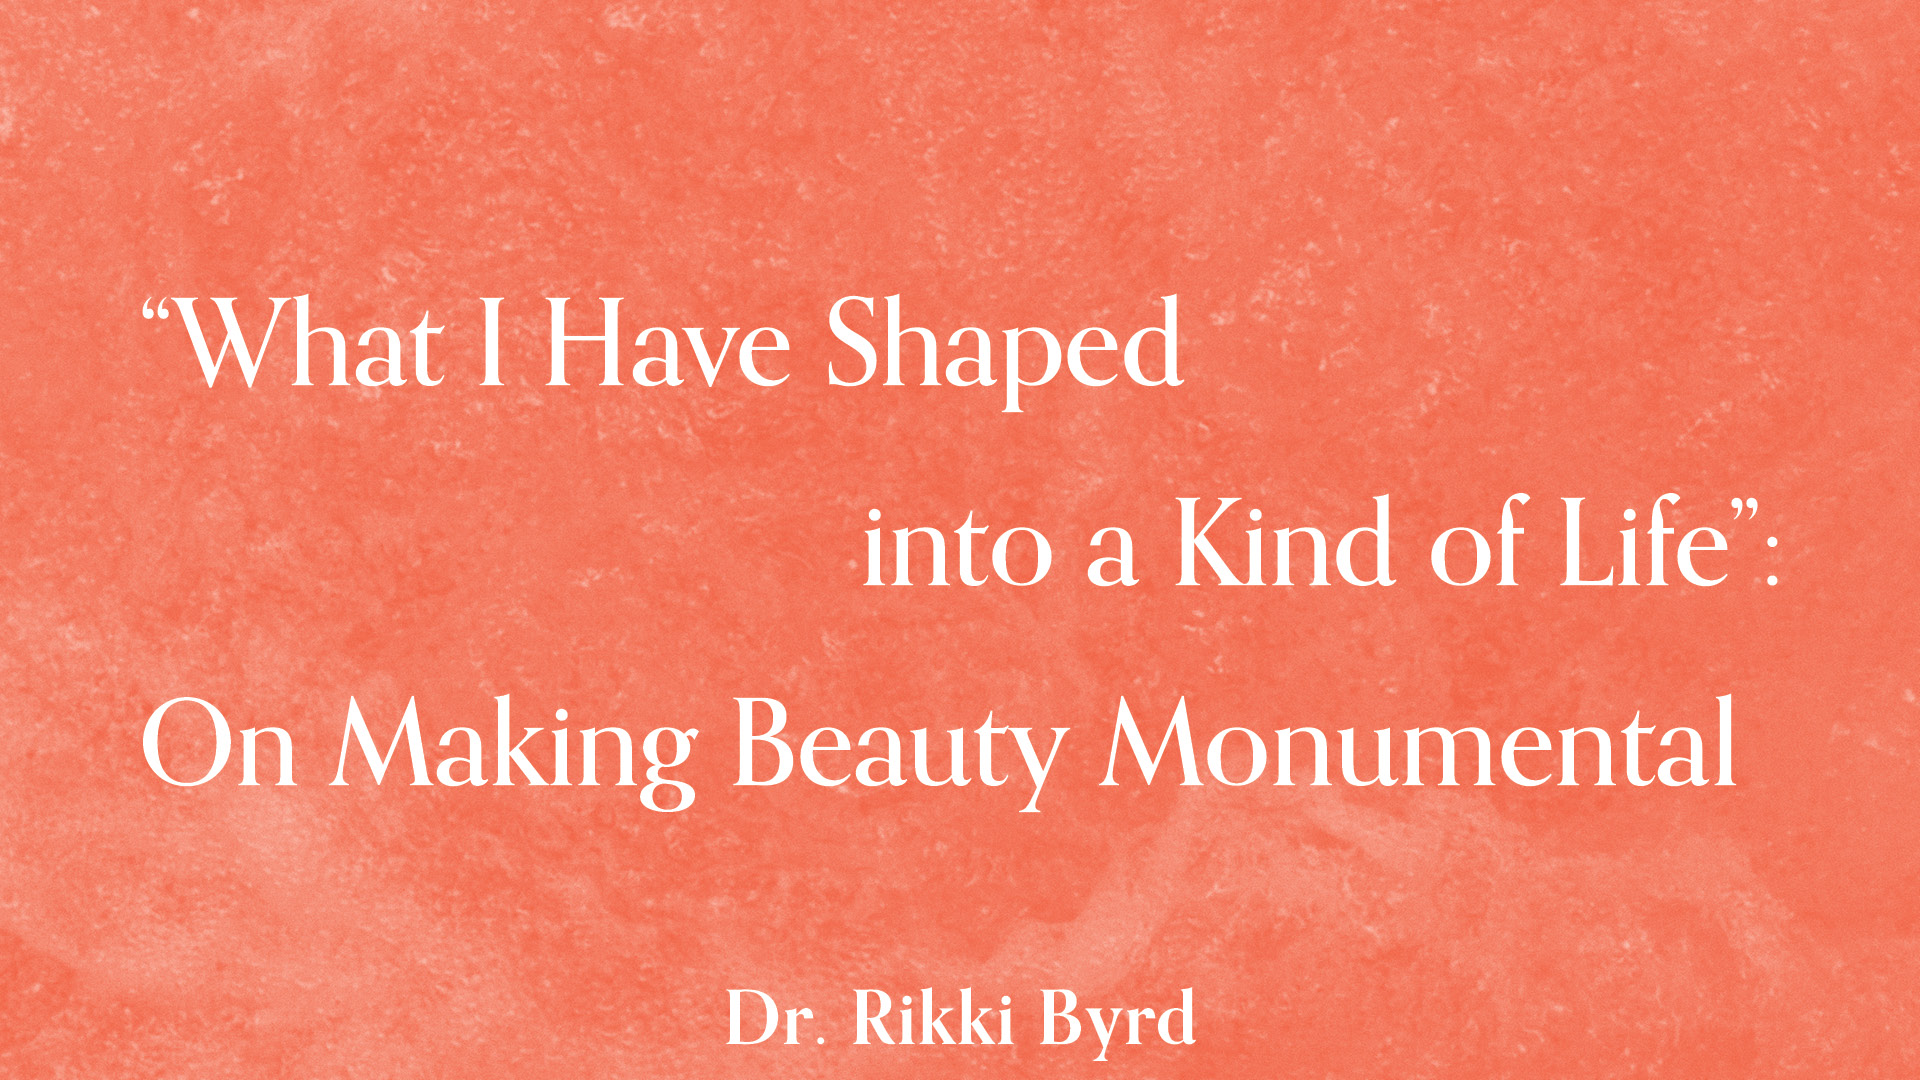 “What I Have Shaped
into a Kind of Life”:
On Making Beauty Monumental
Dr. Rikki Byrd